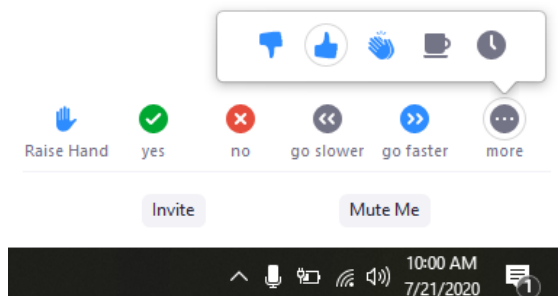 Raise Hand yes no go slower go faster more
Invite Mute Me
10:00 AM
7/21/2020
1